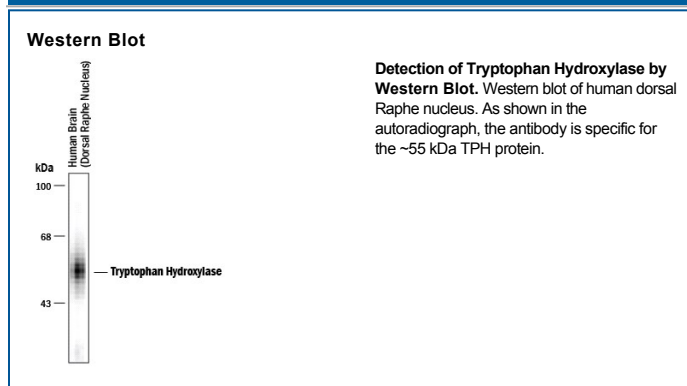 Western Blot
Human Brain
(Dorsal Raphe Nucleus)
kDa
100
68
Tryptophan Hydroxylase
43
Detection of Tryptophan Hydroxylase by
Western Blot. Western blot of human dorsal
Raphe nucleus. As shown in the
autoradiograph, the antibody is specific for
the ~55 kDa TPH protein.